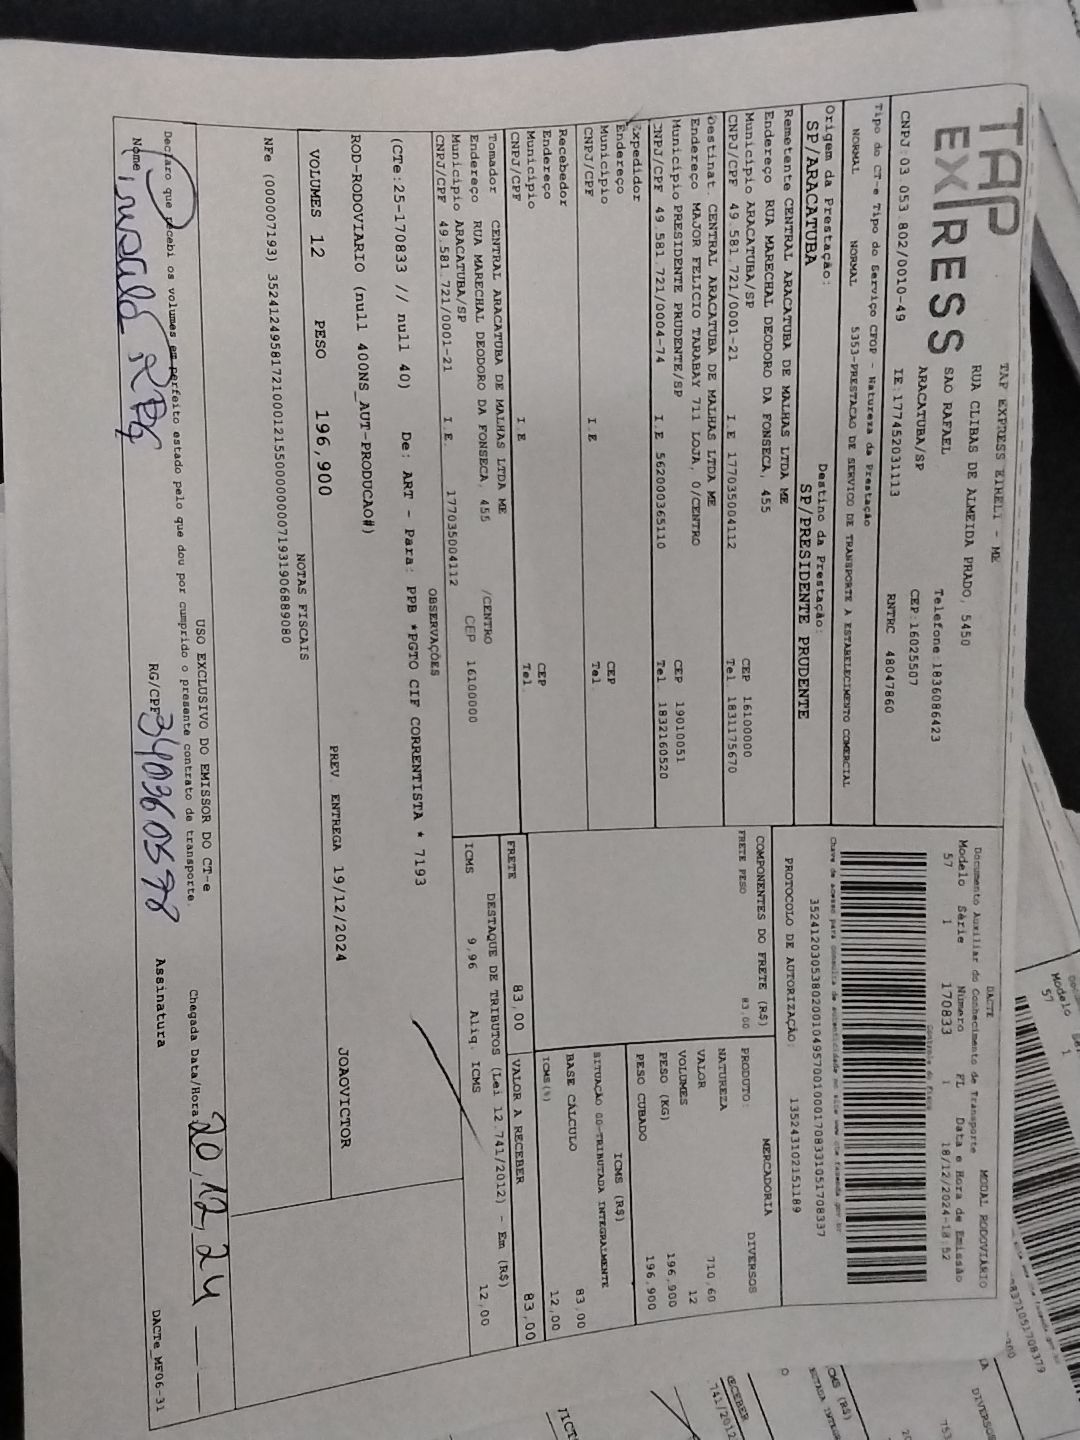 TAP EXPRESS
TAP EXPRESS EIRELI - ME
RUA CLIBAS DE ALMEIDA PRADO, 5450
SAO RAFAEL
ARACATUBA/SP
Telefone:1836086423
CEP:16025507
CNPJ:03 053 802/0010-49 IE:177452031113 RNTRC 48047860
Tipo do CT-e Tipo do Serviço CFOP - Natureza da Prestação
NORMAL NORMAL 5353-PRESTACAO DE SERVICO DE TRANSPORTE A ESTABELECIMENTO COMERCIAL
Origem da Prestação: Destino da Prestação:
SP/ARACATUBA SP/PRESIDENTE PRUDENTE
Remetente CENTRAL ARACATUBA DE MALHAS LTDA ME
Endereço RUA MARECHAL DEODORO DA FONSECA, 455
Municipio ARACATUBA/SP CEP 16100000
CNPJ/CPF 49.581.721/0001-21 I.E 177035004112 Tel 1831175670
Destinat. CENTRAL ARACATUBA DE MALHAS LTDA ME
Endereço MAJOR FELICIO TARABAY 711 LOJA, 0/CENTRO
Municipio PRESIDENTE PRUDENTE/SP CEP 19010051
CNPJ/CPF 49.581.721/0004-74 I.E 562000365110 Tel 1832160520
Expedidor
Endereço
Municipio CEP
CNPJ/CPF I.E Tel
Recebedor
Endereço
Municipio CEP
CNPJ/CPF I.E Tel
Tomador CENTRAL ARACATUBA DE MALHAS LTDA ME
Endereço RUA MARECHAL DEODORO DA FONSECA, 455 /CENTRO
Municipio ARACATUBA/SP CEP 16100000
CNPJ/CPF 49.581.721/0001-21 I.E. 177035004112
DACTE MODAL RODOVIÁRIO
Documento Auxiliar do Conhecimento de Transporte
Modelo Série Número FL Data e Hora de Emissão
57 1 170833 1 18/12/2024-18:52
Controle do Fisco
Chave de acesso para consulta de autenticidade no site www cte fazenda.gov.br
PROTOCOLO DE AUTORIZAÇÃO: 135243102151189
COMPONENTES DO FRETE (R$)
FRETE PESO 83,00
MERCADORIA
PRODUTO: DIVERSOS
NATUREZA
VALOR 710,60
VOLUMES 12
PESO (KG) 196,900
PESO CUBADO 196,900
ICMS (R$)
SITUAÇÃO 00-TRIBUTADA INTEGRALMENTE
BASE CÁLCULO 83,00
ICMS(%) 12,00
FRETE 83,00 VALOR A RECEBER 83,00
DESTAQUE DE TRIBUTOS (Lei 12.741/2012) - Em (R$)
ICMS 9,96 Aliq. ICMS 12,00
OBSERVAÇÕES
(CTe:25-170833 // null 40) De: ART - Para: PPB *PGTO CIF CORRENTISTA * 7193
ROD-RODOVIARIO (null 400NS_AUT-PRODUCAO#)
VOLUMES 12 PESO 196,900 PREV. ENTREGA 19/12/2024 JOAOVICTOR
NOTAS FISCAIS
NFe (000007193)
USO EXCLUSIVO DO EMISSOR DO CT-e
Declaro que recebi os volumes em perfeito estado pelo que dou por cumprido o presente contrato de transporte.
Chegada Data/Hora 20,12,24
Nome RG/CPF Assinatura
DACTe_MF06-31